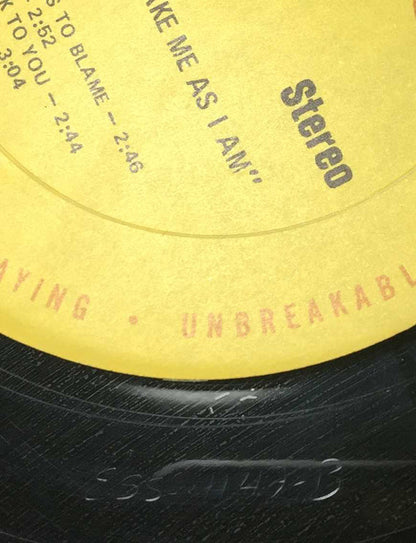 AKE ME AS I AM"
Stereo
2:52
S TO BLAME — 2:46
K TO YOU — 2:44
3:04
AYING • UNBREAKABL